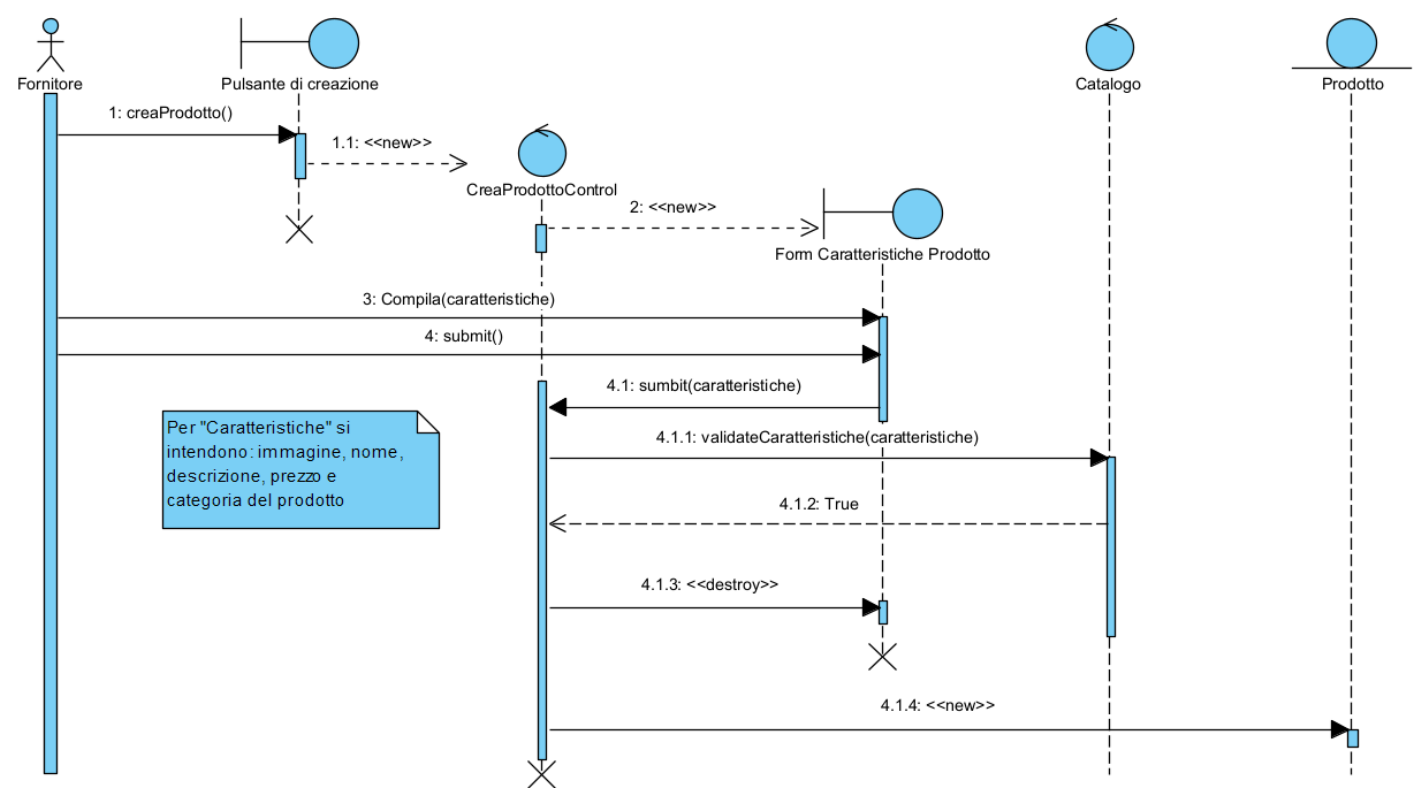 Fornitore
Pulsante di creazione
Catalogo
Prodotto
1: creaProdotto()
1.1: <<new>>
CreaProdottoControl
2: <<new>>
Form Caratteristiche Prodotto
3: Compila(caratteristiche)
4: submit()
4.1: sumbit(caratteristiche)
Per "Caratteristiche" si
intendono: immagine, nome,
descrizione, prezzo e
categoria del prodotto
4.1.1: validateCaratteristiche(caratteristiche)
4.1.2: True
4.1.3: <<destroy>>
4.1.4: <<new>>